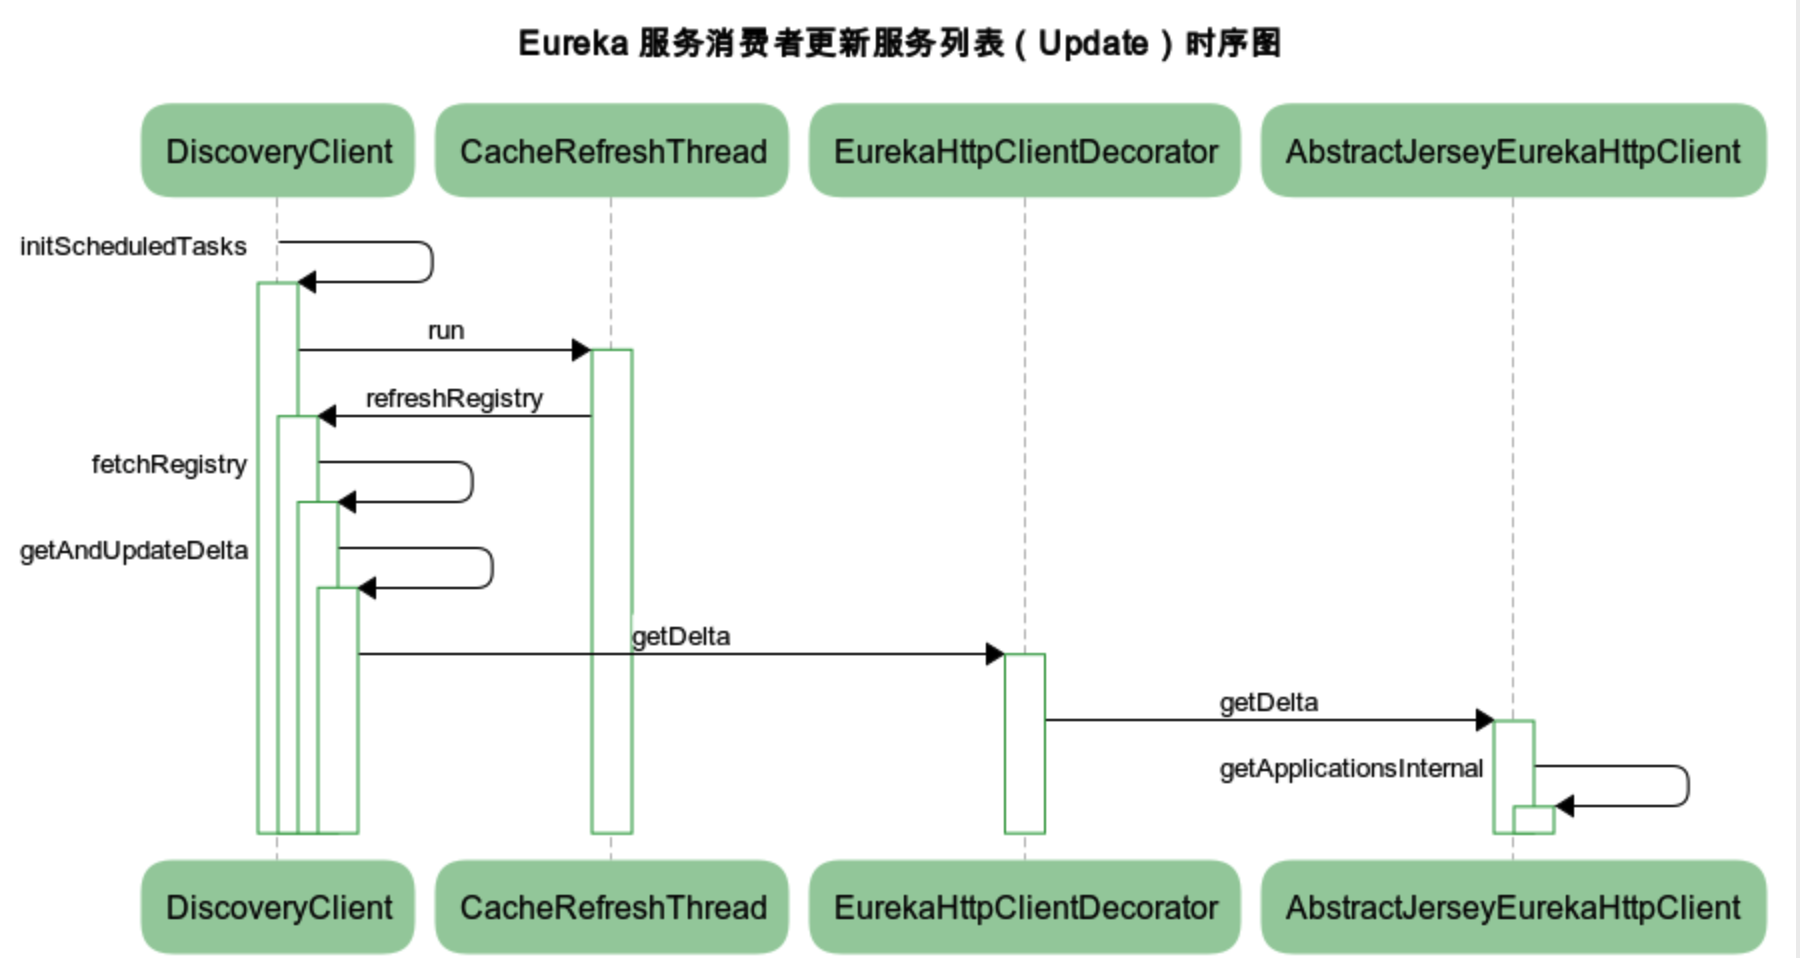 Eureka 服务消费者更新服务列表（Update）时序图
DiscoveryClient
CacheRefreshThread
EurekaHttpClientDecorator
AbstractJerseyEurekaHttpClient
initScheduledTasks
run
refreshRegistry
fetchRegistry
getAndUpdateDelta
getDelta
getDelta
getApplicationsInternal
DiscoveryClient
CacheRefreshThread
EurekaHttpClientDecorator
AbstractJerseyEurekaHttpClient